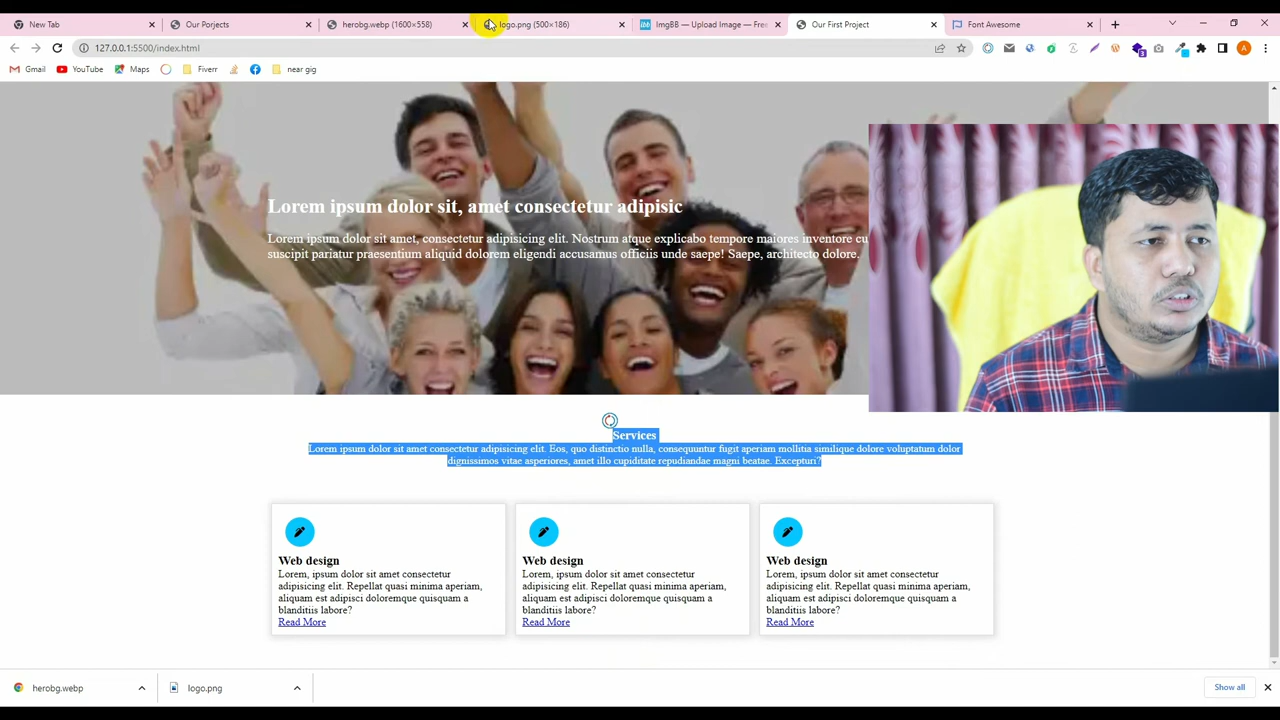 New Tab
Our Porjects
herobg.webp (1600×558)
logo.png (500×186)
ImgBB — Upload Image — Free
Our First Project
Font Awesome
127.0.0.1:5500/index.html
Gmail
YouTube
Maps
Fiverr
near gig
Lorem ipsum dolor sit, amet consectetur adipisic
Lorem ipsum dolor sit amet, consectetur adipisicing elit. Nostrum atque explicabo tempore maiores inventore
suscipit pariatur praesentium aliquid dolorem eligendi accusamus officiis unde saepe! Saepe, architecto dolore.
Services
Lorem ipsum dolor sit amet consectetur adipisicing elit. Eos, quo distinctio nulla, consequuntur fugit aperiam mollitia similique dolore voluptatum dolor
dignissimos vitae asperiores, amet illo cupiditate repudiandae magni beatae. Excepturi?
Web design
Lorem, ipsum dolor sit amet consectetur
adipisicing elit. Repellat quasi minima aperiam,
aliquam est adipisci doloremque quisquam a
blanditiis labore?
Read More
Web design
Lorem, ipsum dolor sit amet consectetur
adipisicing elit. Repellat quasi minima aperiam,
aliquam est adipisci doloremque quisquam a
blanditiis labore?
Read More
Web design
Lorem, ipsum dolor sit amet consectetur
adipisicing elit. Repellat quasi minima aperiam,
aliquam est adipisci doloremque quisquam a
blanditiis labore?
Read More
herobg.webp
logo.png
Show all